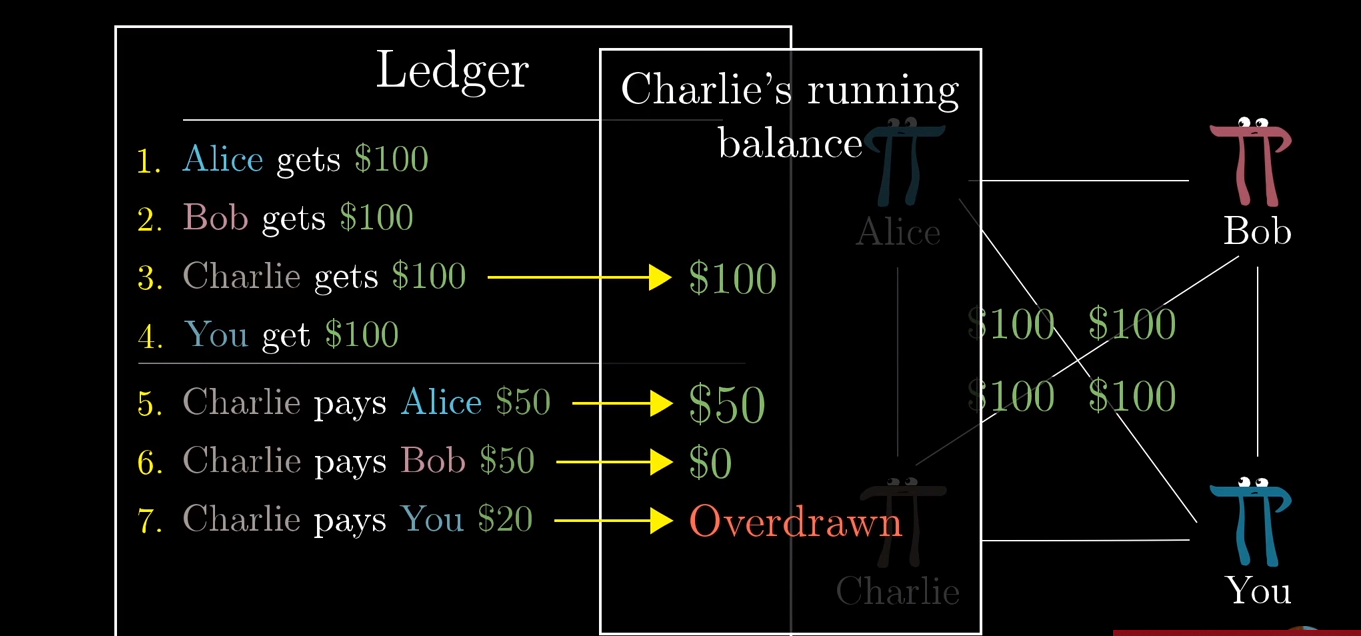 Ledger
1. Alice gets $100
2. Bob gets $100
3. Charlie gets $100
4. You get $100
5. Charlie pays Alice $50
6. Charlie pays Bob $50
7. Charlie pays You $20
Charlie's running
balance
$100
$50
$0
Overdrawn
Alice
Bob
$100 $100
$100 $100
Charlie
You